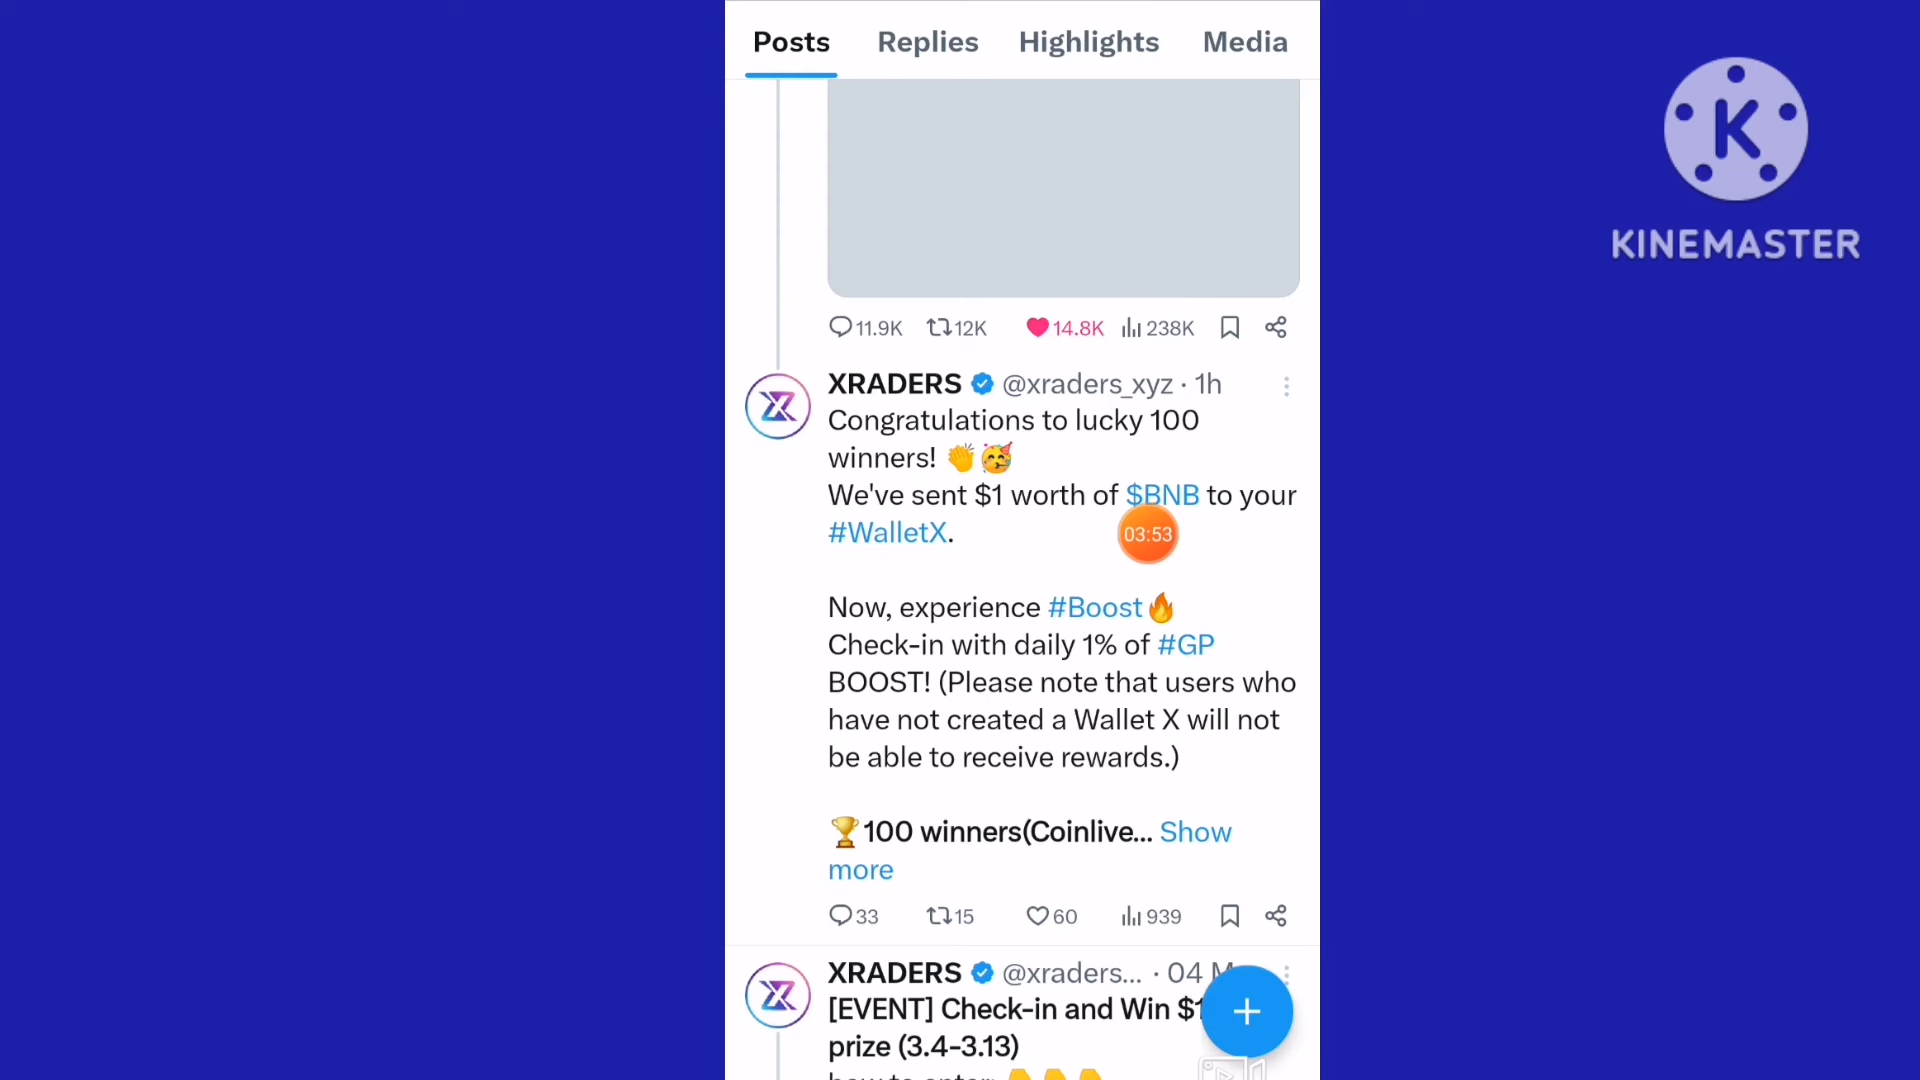 Posts Replies Highlights Media
KINEMASTER
11.9K 12K 14.8K 238K
XRADERS @xraders_xyz · 1h
Congratulations to lucky 100
winners! 👏🥳
We've sent $1 worth of $BNB to your
#WalletX.
03:53
Now, experience #Boost🔥
Check-in with daily 1% of #GP
BOOST! (Please note that users who
have not created a Wallet X will not
be able to receive rewards.)
🏆100 winners(Coinlive... Show
more
33 15 60 939
XRADERS @xraders... · 04
[EVENT] Check-in and Win
prize (3.4-3.13)